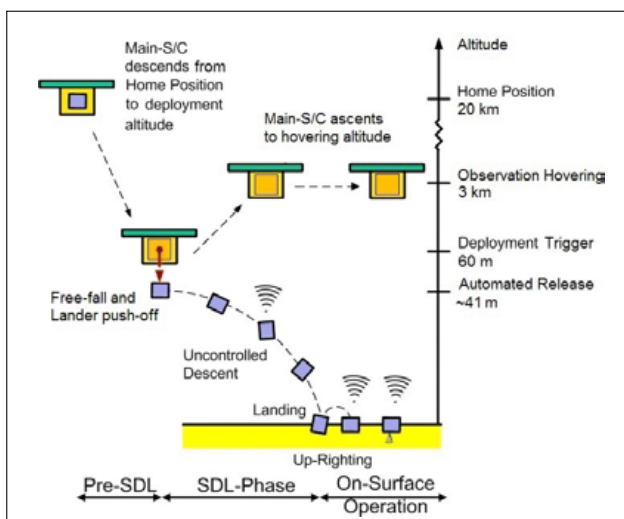 Main-S/C
descends from
Home Position
to deployment
altitude
Main-S/C ascents
to hovering altitude
Altitude
Home Position
20 km
Observation Hovering
3 km
Deployment Trigger
60 m
Automated Release
~41 m
Free-fall and
Lander push-off
Uncontrolled
Descent
Landing
Up-Righting
Pre-SDL
SDL-Phase
On-Surface
Operation